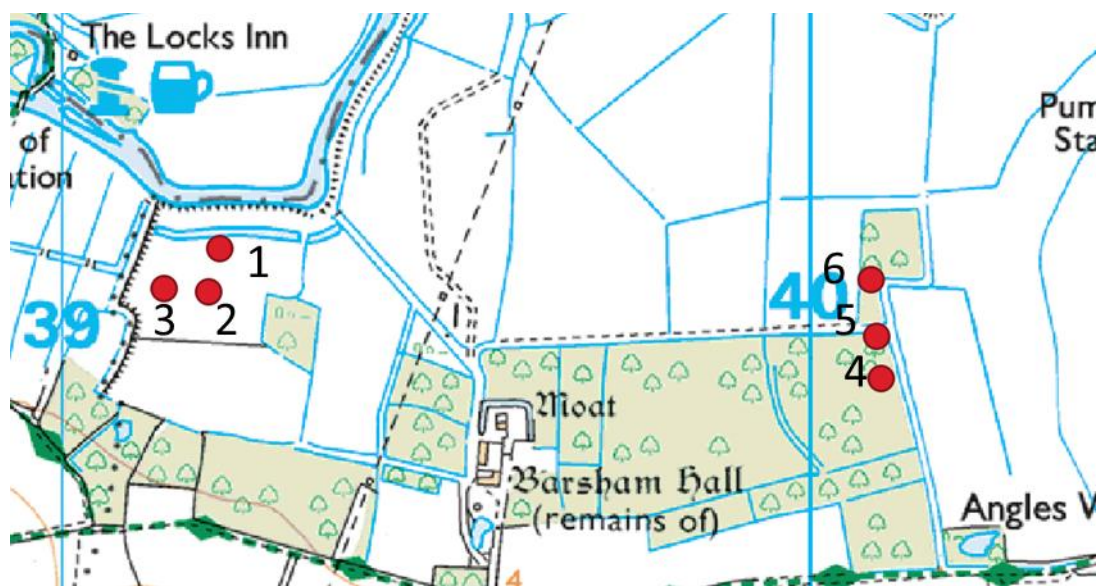 The Locks Inn
of
ation
Pum
Sta
1
2
3
39
40
6
5
4
Moat
Barsham Hall
(remains of)
Angles W
4